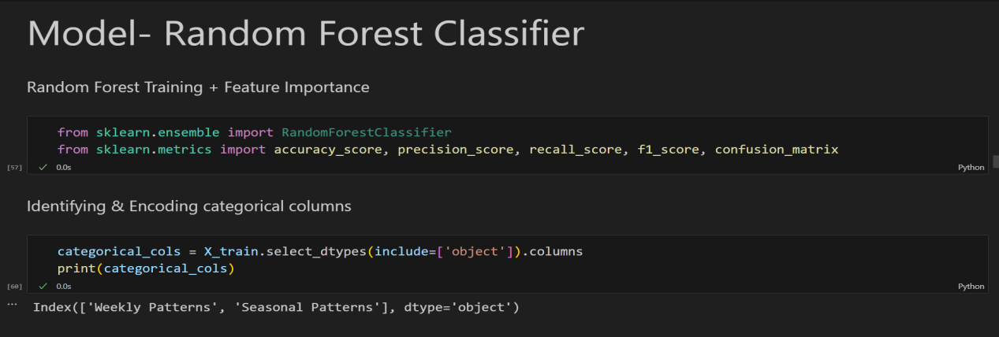 Model- Random Forest Classifier
Random Forest Training + Feature Importance
from sklearn.ensemble import RandomForestClassifier
from sklearn.metrics import accuracy_score, precision_score, recall_score, f1_score, confusion_matrix
[57] ✓ 0.0s Python
Identifying & Encoding categorical columns
categorical_cols = X_train.select_dtypes(include=['object']).columns
print(categorical_cols)
[60] ✓ 0.0s Python
... Index(['Weekly Patterns', 'Seasonal Patterns'], dtype='object')